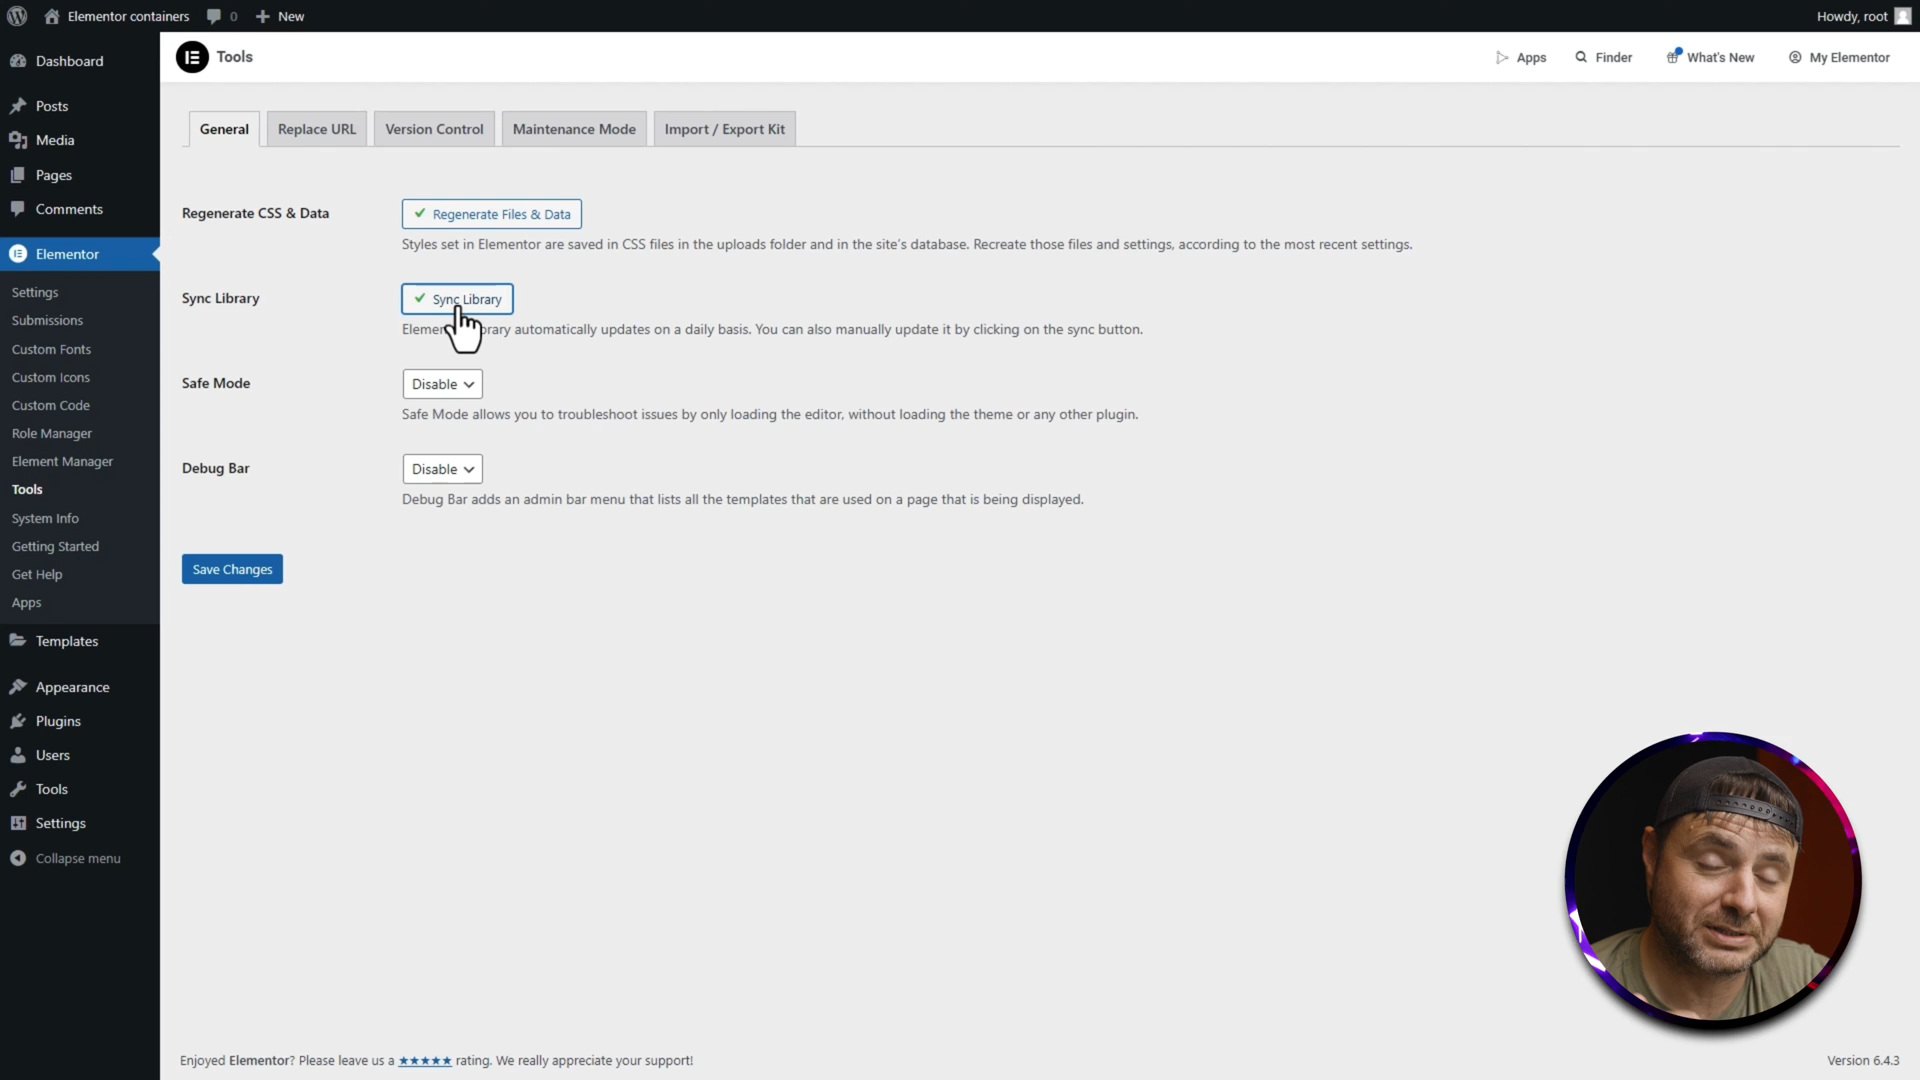 Elementor containers 0 New Howdy, root
Tools Apps Finder What's New My Elementor
Dashboard
Posts
Media
Pages
Comments
Elementor
Settings
Submissions
Custom Fonts
Custom Icons
Custom Code
Role Manager
Element Manager
Tools
System Info
Getting Started
Get Help
Apps
Templates
Appearance
Plugins
Users
Tools
Settings
Collapse menu
General Replace URL Version Control Maintenance Mode Import / Export Kit
Regenerate CSS & Data Regenerate Files & Data
Styles set in Elementor are saved in CSS files in the uploads folder and in the site's database. Recreate those files and settings, according to the most recent settings.
Sync Library Sync Library
automatically updates on a daily basis. You can also manually update it by clicking on the sync button.
Safe Mode Disable
Safe Mode allows you to troubleshoot issues by only loading the editor, without loading the theme or any other plugin.
Debug Bar Disable
Debug Bar adds an admin bar menu that lists all the templates that are used on a page that is being displayed.
Save Changes
Enjoyed Elementor? Please leave us a ★★★★★ rating. We really appreciate your support! Version 6.4.3